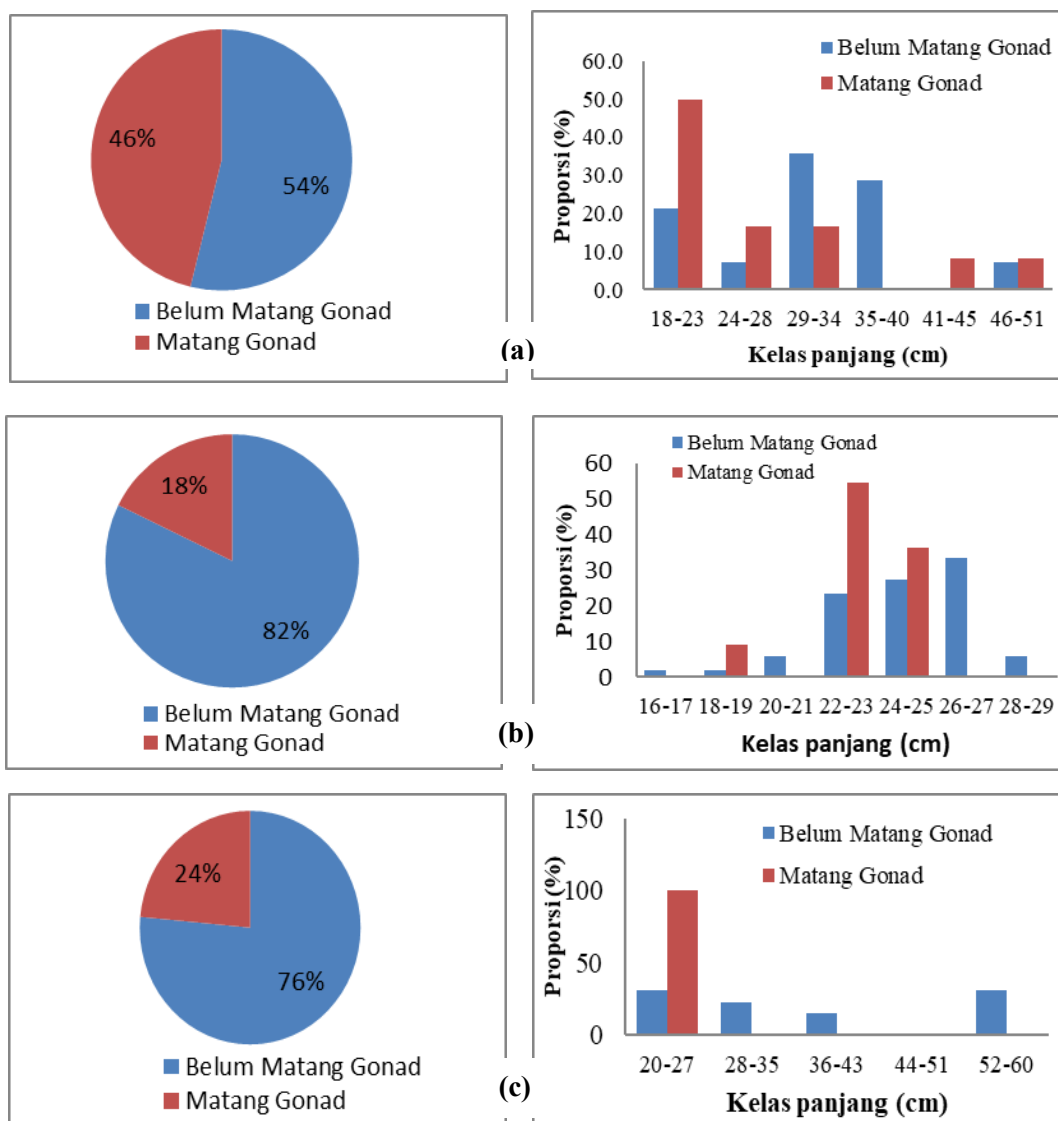 46%
54%
Belum Matang Gonad
Matang Gonad
(a)
Belum Matang Gonad
Matang Gonad
Proporsi (%)
60.0
50.0
40.0
30.0
20.0
10.0
0.0
18-23 24-28 29-34 35-40 41-45 46-51
Kelas panjang (cm)
18%
82%
Belum Matang Gonad
Matang Gonad
(b)
Belum Matang Gonad
Matang Gonad
Proporsi (%)
60
50
40
30
20
10
0
16-17 18-19 20-21 22-23 24-25 26-27 28-29
Kelas panjang (cm)
24%
76%
Belum Matang Gonad
Matang Gonad
(c)
Belum Matang Gonad
Matang Gonad
Proporsi (%)
150
100
50
0
20-27 28-35 36-43 44-51 52-60
Kelas panjang (cm)